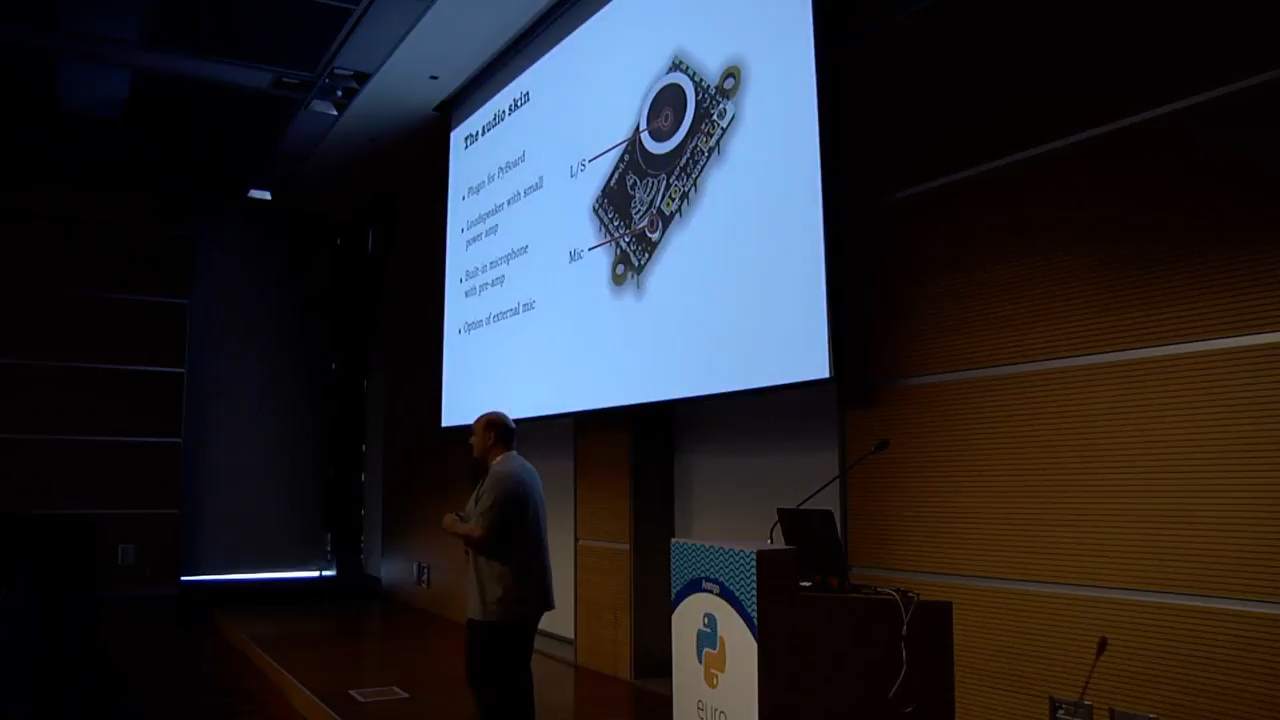 The audio skin
• Plugin for PyBoard
• Loudspeaker with small
power amp
• Built-in microphone
with pre-amp
• Option of external mic
L/S
Mic
Arengo
euro